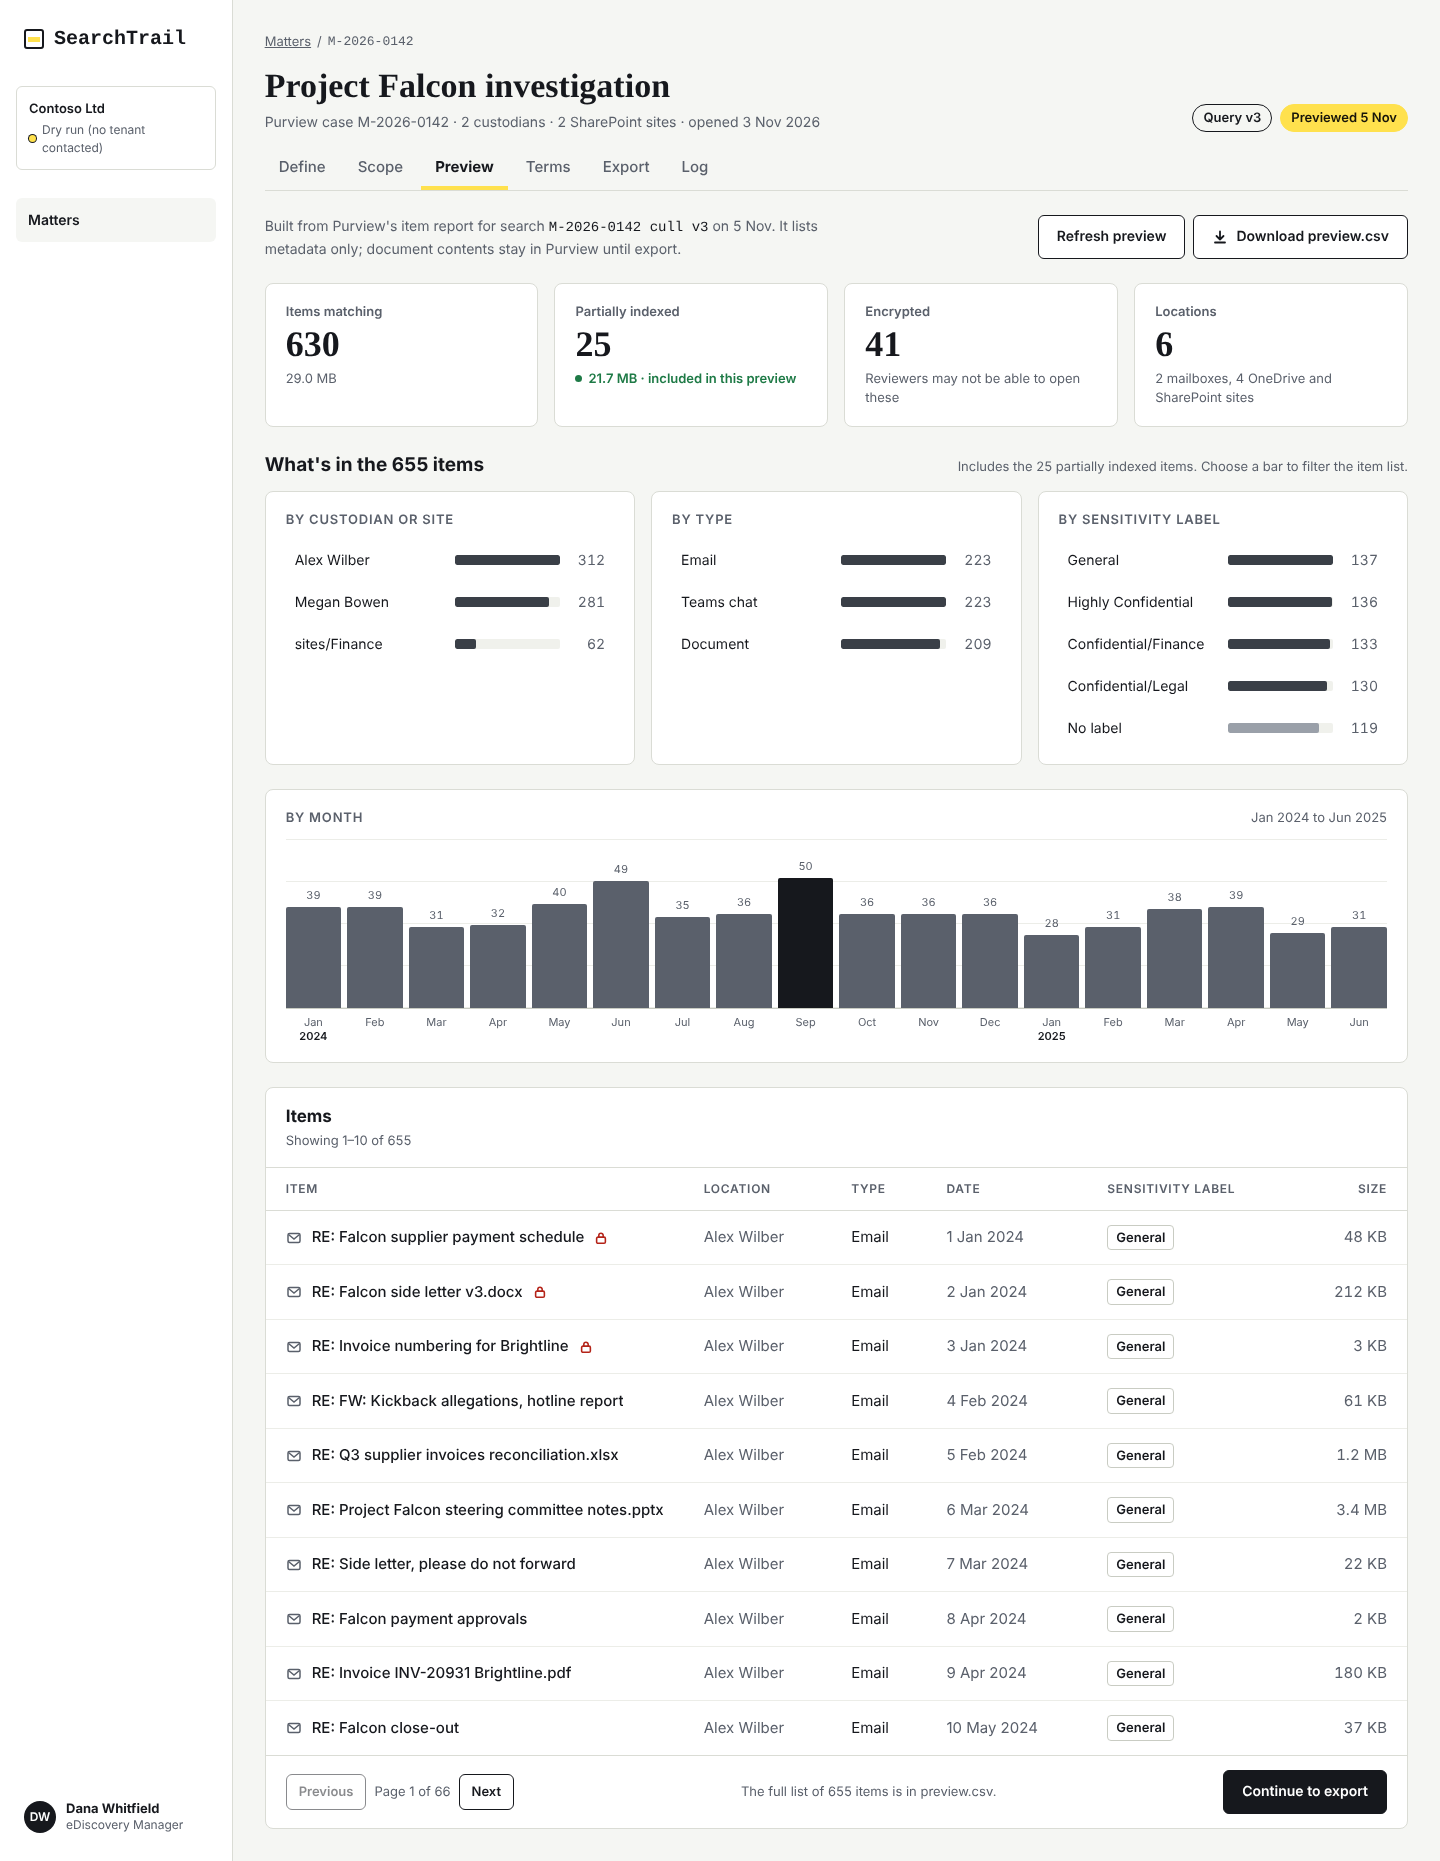 SearchTrail
Contoso Ltd
Dry run (no tenant
contacted)
Matters
Matters / M-2026-0142
Project Falcon investigation
Purview case M-2026-0142 · 2 custodians · 2 SharePoint sites · opened 3 Nov 2026
Query v3
Previewed 5 Nov
Define Scope Preview Terms Export Log
Built from Purview's item report for search M-2026-0142 cull v3 on 5 Nov. It lists
metadata only; document contents stay in Purview until export.
Refresh preview
Download preview.csv
Items matching
630
29.0 MB
Partially indexed
25
21.7 MB · included in this preview
Encrypted
41
Reviewers may not be able to open
these
Locations
6
2 mailboxes, 4 OneDrive and
SharePoint sites
What's in the 655 items
Includes the 25 partially indexed items. Choose a bar to filter the item list.
BY CUSTODIAN OR SITE
Alex Wilber 312
Megan Bowen 281
sites/Finance 62
BY TYPE
Email 223
Teams chat 223
Document 209
BY SENSITIVITY LABEL
General 137
Highly Confidential 136
Confidential/Finance 133
Confidential/Legal 130
No label 119
BY MONTH
Jan 2024 to Jun 2025
39 39 31 32 40 49 35 36 50 36 36 36 28 31 38 39 29 31
Jan Feb Mar Apr May Jun Jul Aug Sep Oct Nov Dec Jan Feb Mar Apr May Jun
2024 2025
Items
Showing 1–10 of 655
ITEM LOCATION TYPE DATE SENSITIVITY LABEL SIZE
RE: Falcon supplier payment schedule Alex Wilber Email 1 Jan 2024 General 48 KB
RE: Falcon side letter v3.docx Alex Wilber Email 2 Jan 2024 General 212 KB
RE: Invoice numbering for Brightline Alex Wilber Email 3 Jan 2024 General 3 KB
RE: FW: Kickback allegations, hotline report Alex Wilber Email 4 Feb 2024 General 61 KB
RE: Q3 supplier invoices reconciliation.xlsx Alex Wilber Email 5 Feb 2024 General 1.2 MB
RE: Project Falcon steering committee notes.pptx Alex Wilber Email 6 Mar 2024 General 3.4 MB
RE: Side letter, please do not forward Alex Wilber Email 7 Mar 2024 General 22 KB
RE: Falcon payment approvals Alex Wilber Email 8 Apr 2024 General 2 KB
RE: Invoice INV-20931 Brightline.pdf Alex Wilber Email 9 Apr 2024 General 180 KB
RE: Falcon close-out Alex Wilber Email 10 May 2024 General 37 KB
Previous Page 1 of 66 Next
The full list of 655 items is in preview.csv.
Continue to export
DW
Dana Whitfield
eDiscovery Manager